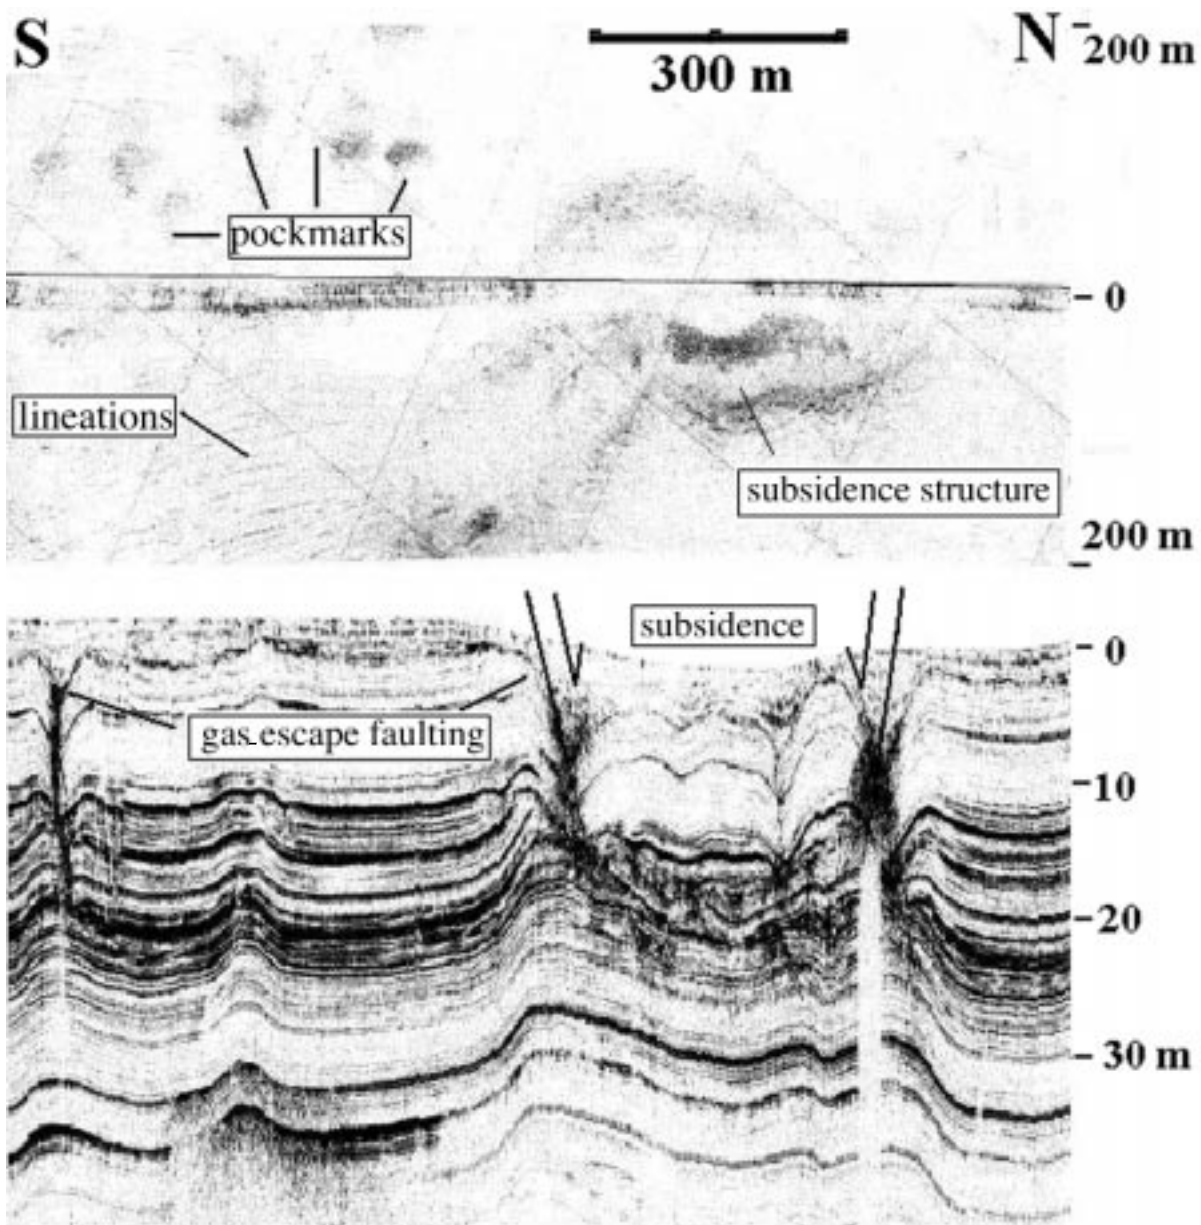 S
N
200 m
300 m
pockmarks
0
lineations
subsidence structure
200 m
subsidence
0
gas escape faulting
10
20
30 m